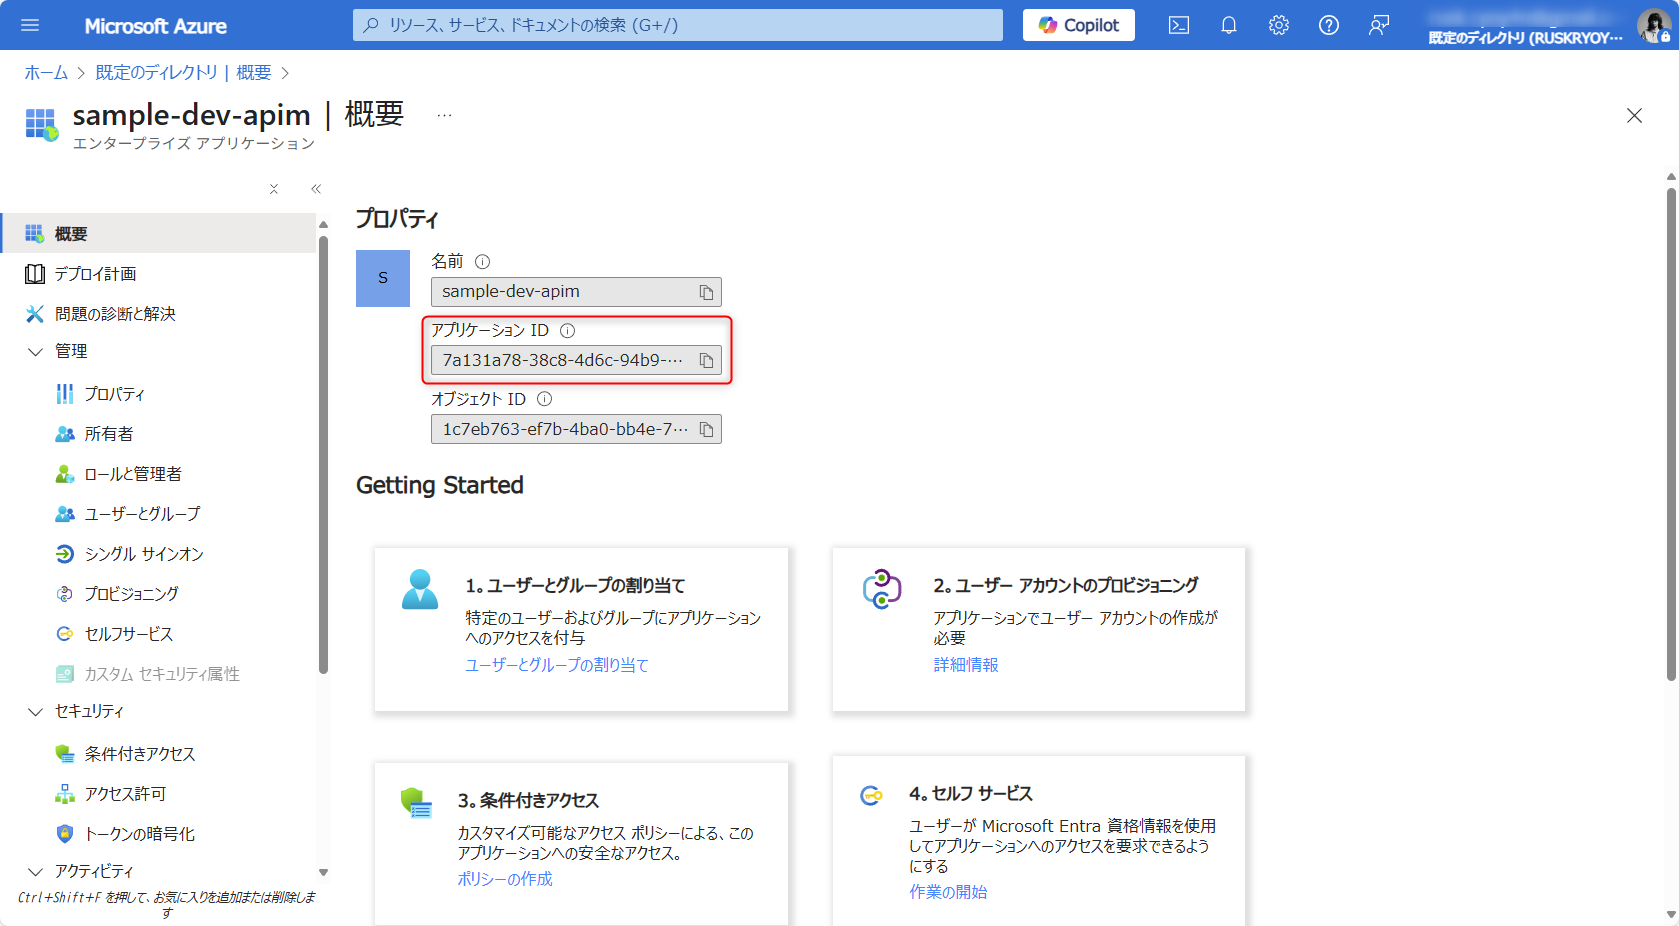 Microsoft Azure
リソース、サービス、ドキュメントの検索 (G+/)
Copilot
既定のディレクトリ (RUSKRYOY…
ホーム > 既定のディレクトリ | 概要 >
sample-dev-apim | 概要 …
エンタープライズ アプリケーション
概要
デプロイ計画
問題の診断と解決
管理
プロパティ
所有者
ロールと管理者
ユーザーとグループ
シングル サインオン
プロビジョニング
セルフサービス
カスタム セキュリティ属性
セキュリティ
条件付きアクセス
アクセス許可
トークンの暗号化
アクティビティ
Ctrl+Shift+F を押して、お気に入りを追加または削除しま
す
プロパティ
S
名前
sample-dev-apim
アプリケーション ID
7a131a78-38c8-4d6c-94b9-…
オブジェクト ID
1c7eb763-ef7b-4ba0-bb4e-7…
Getting Started
1。ユーザーとグループの割り当て
特定のユーザーおよびグループにアプリケーション
へのアクセスを付与
ユーザーとグループの割り当て
2。ユーザー アカウントのプロビジョニング
アプリケーションでユーザー アカウントの作成が
必要
詳細情報
3。条件付きアクセス
カスタマイズ可能なアクセス ポリシーによる、この
アプリケーションへの安全なアクセス。
ポリシーの作成
4。セルフ サービス
ユーザーが Microsoft Entra 資格情報を使用
してアプリケーションへのアクセスを要求できるよう
にする
作業の開始